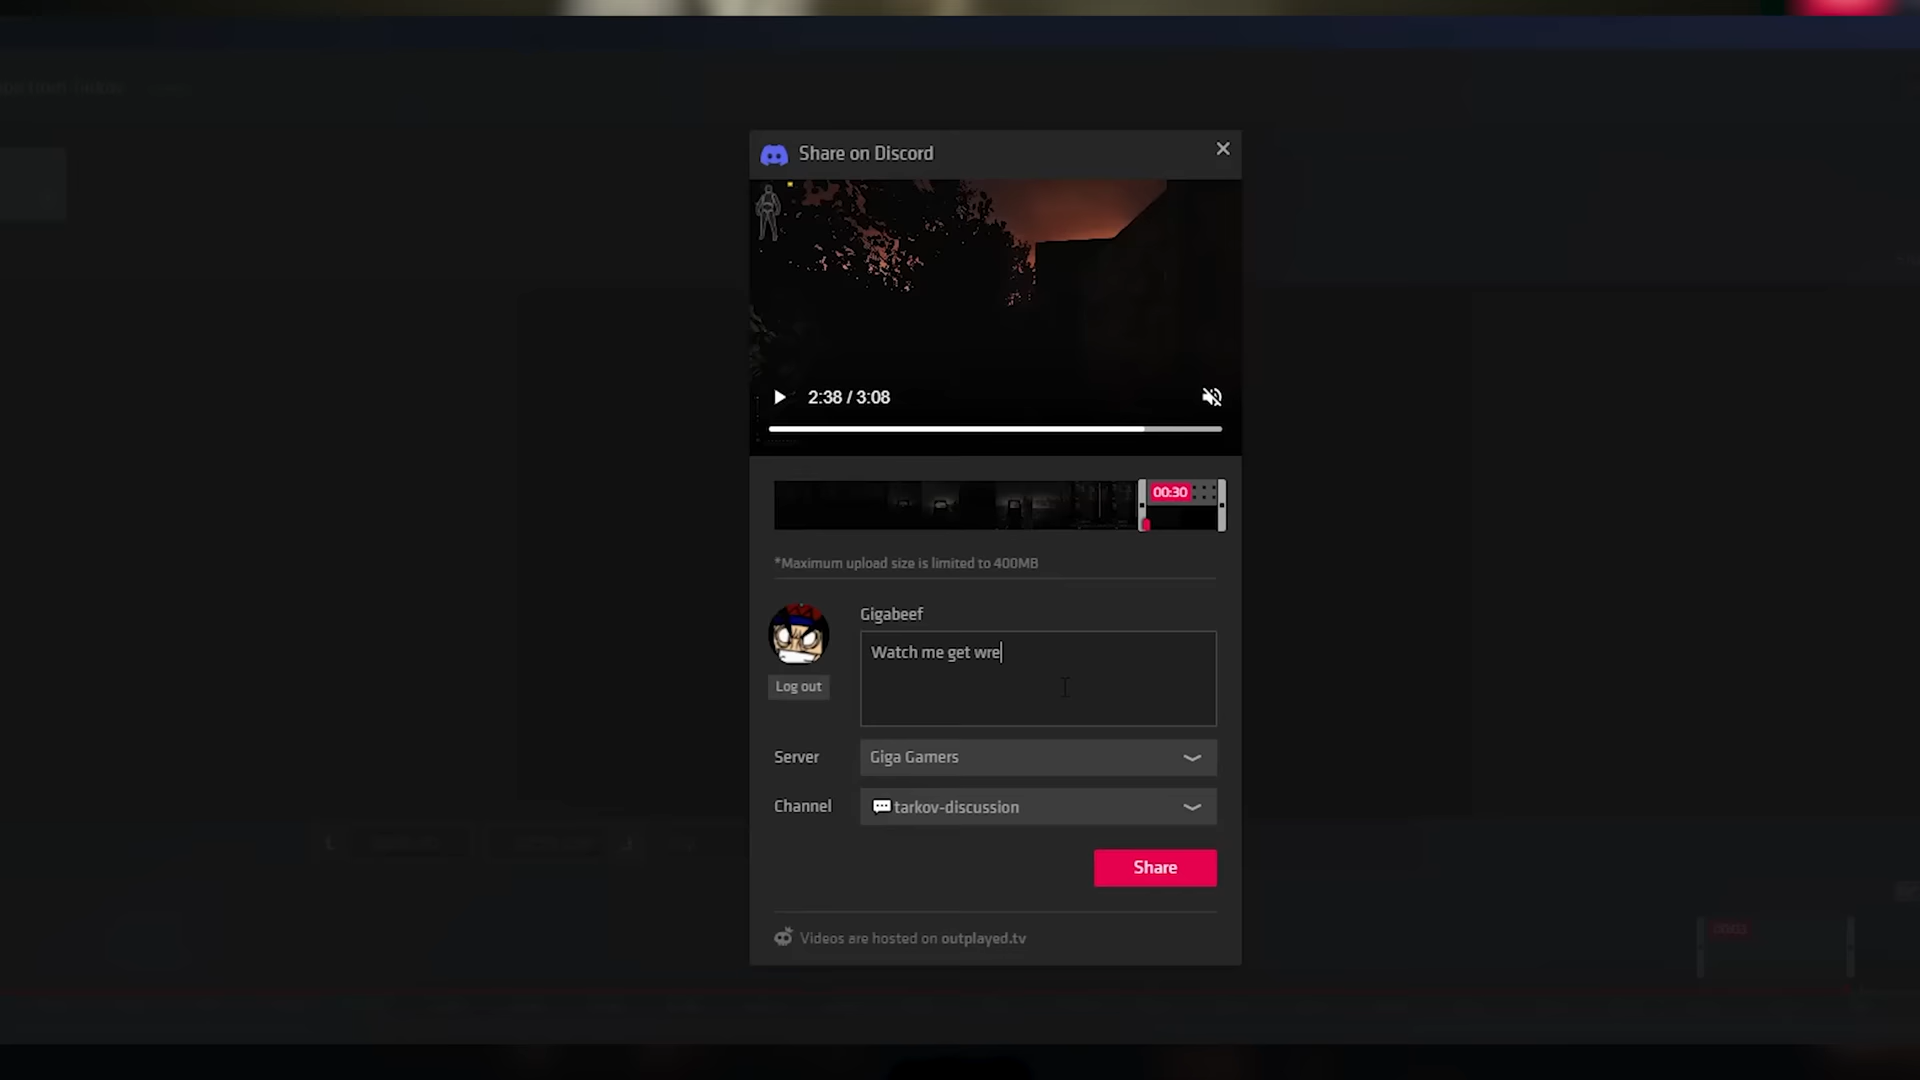 Share on Discord
2:38 / 3:08
00:30
*Maximum upload size is limited to 400MB
Gigabeef
Watch me get wre
Log out
Server
Giga Gamers
Channel
tarkov-discussion
Share
Videos are hosted on outplayed.tv